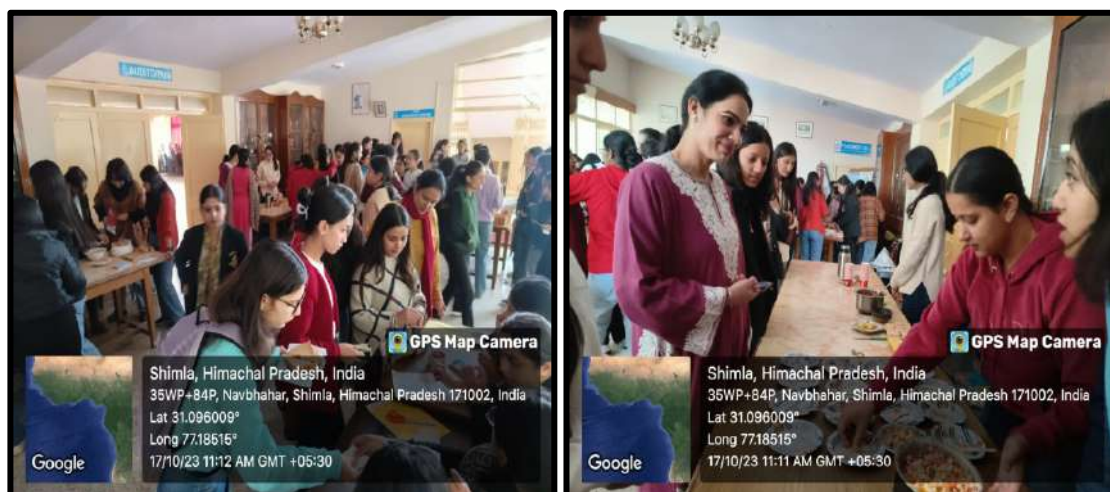 GPS Map Camera
Shimla, Himachal Pradesh, India
35WP+84P, Navbhahar, Shimla, Himachal Pradesh 171002, India
Lat 31.096009°
Long 77.18515°
17/10/23 11:12 AM GMT +05:30
Google
GPS Map Camera
Shimla, Himachal Pradesh, India
35WP+84P, Navbhahar, Shimla, Himachal Pradesh 171002, India
Lat 31.096009°
Long 77.18515°
17/10/23 11:11 AM GMT +05:30
Google